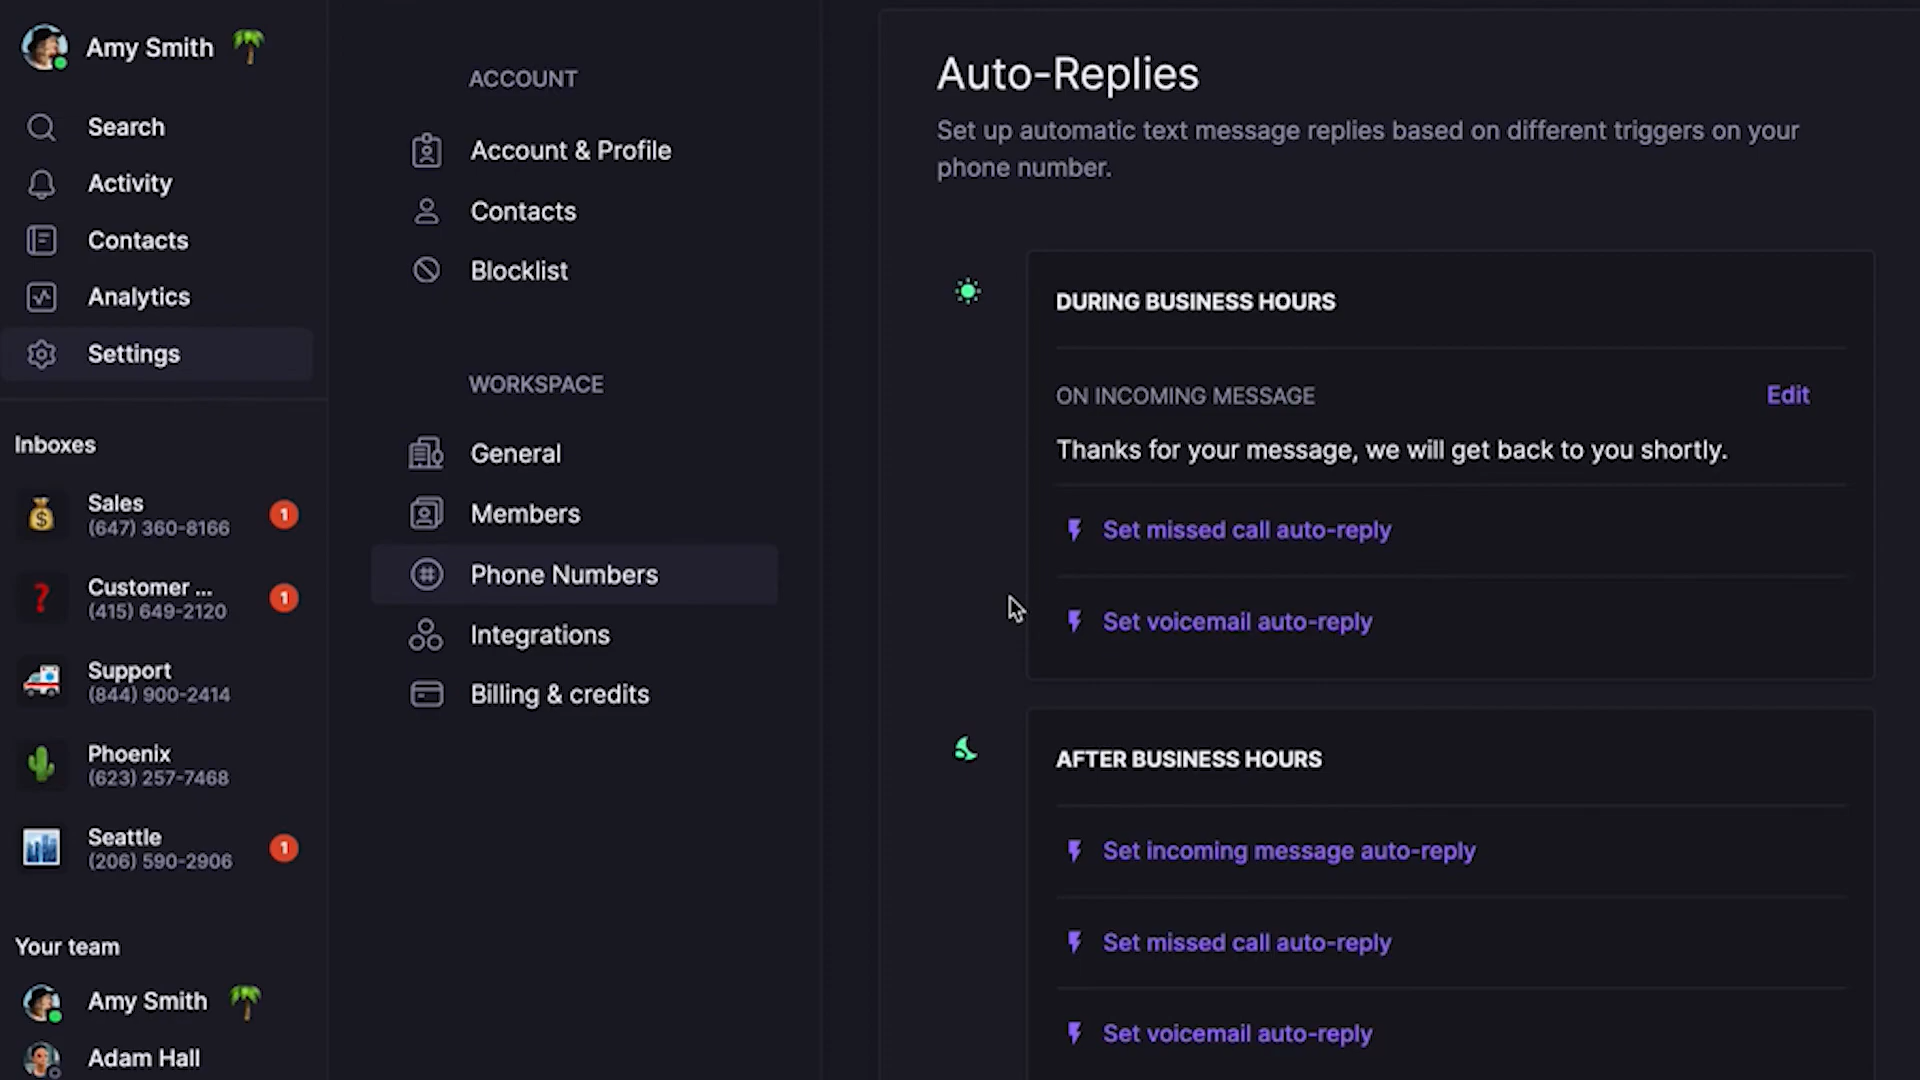 Amy Smith
Search
Activity
Contacts
Analytics
Settings
Inboxes
Sales
(647) 360-8166
1
Customer ...
(415) 649-2120
1
Support
(844) 900-2414
Phoenix
(623) 257-7468
Seattle
(206) 590-2906
1
Your team
Amy Smith
Adam Hall
ACCOUNT
Account & Profile
Contacts
Blocklist
WORKSPACE
General
Members
Phone Numbers
Integrations
Billing & credits
Auto-Replies
Set up automatic text message replies based on different triggers on your
phone number.
DURING BUSINESS HOURS
ON INCOMING MESSAGE
Edit
Thanks for your message, we will get back to you shortly.
Set missed call auto-reply
Set voicemail auto-reply
AFTER BUSINESS HOURS
Set incoming message auto-reply
Set missed call auto-reply
Set voicemail auto-reply